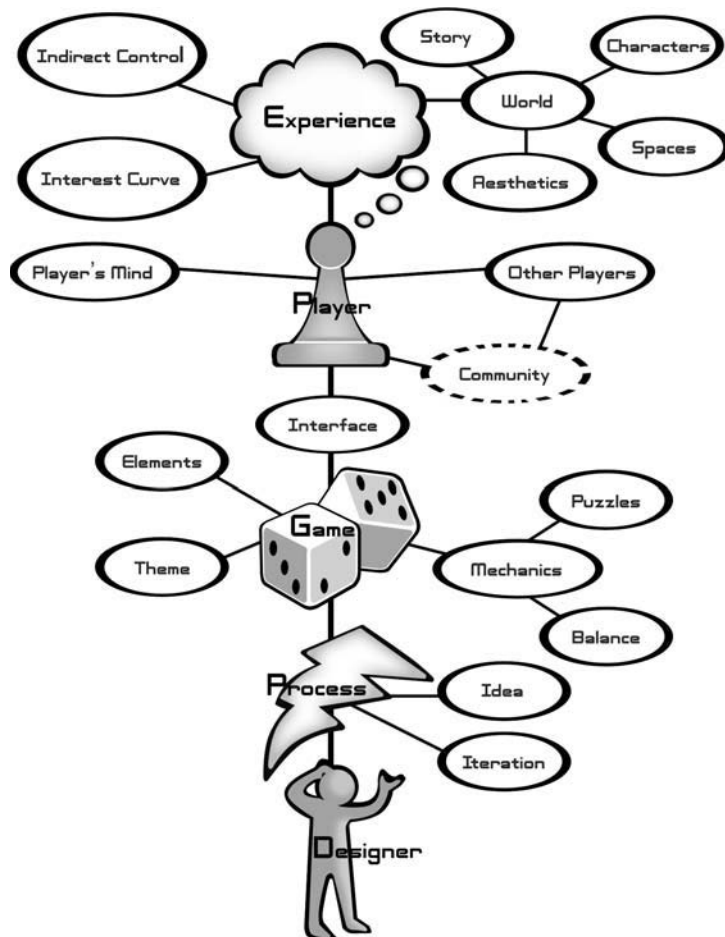 Story
Indirect Control
Characters
World
Experience
Spaces
Interest Curve
Aesthetics
Player's Mind
Other Players
Player
Community
Interface
Elements
Puzzles
Game
Theme
Mechanics
Balance
Process
Idea
Iteration
Designer